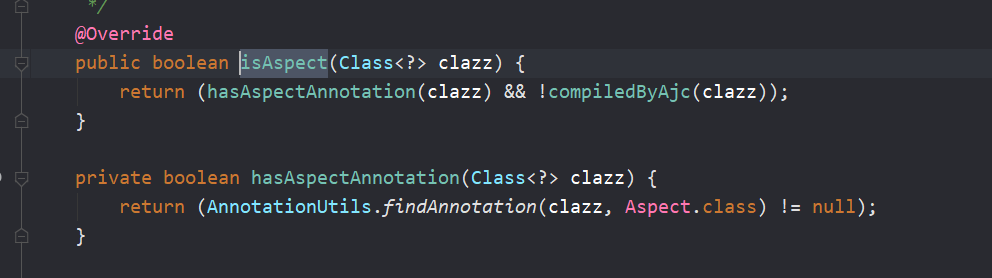 */
@Override
public boolean isAspect(Class<?> clazz) {
return (hasAspectAnnotation(clazz) && !compiledByAjc(clazz));
}
private boolean hasAspectAnnotation(Class<?> clazz) {
return (AnnotationUtils.findAnnotation(clazz, Aspect.class) != null);
}